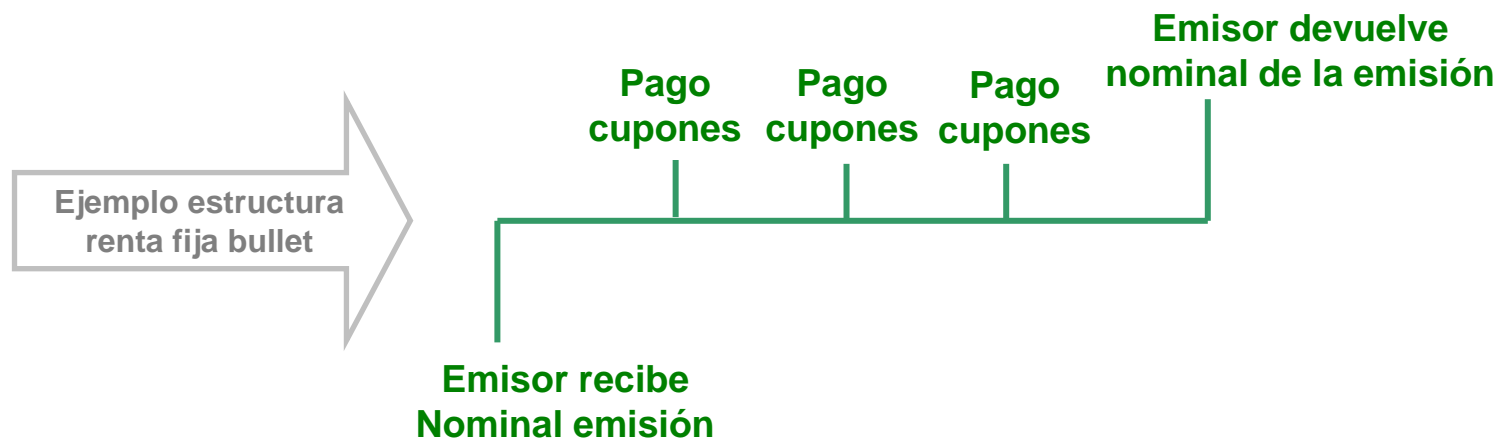 Ejemplo estructura
renta fija bullet
Pago
cupones
Pago
cupones
Pago
cupones
Emisor devuelve
nominal de la emisión
Emisor recibe
Nominal emisión